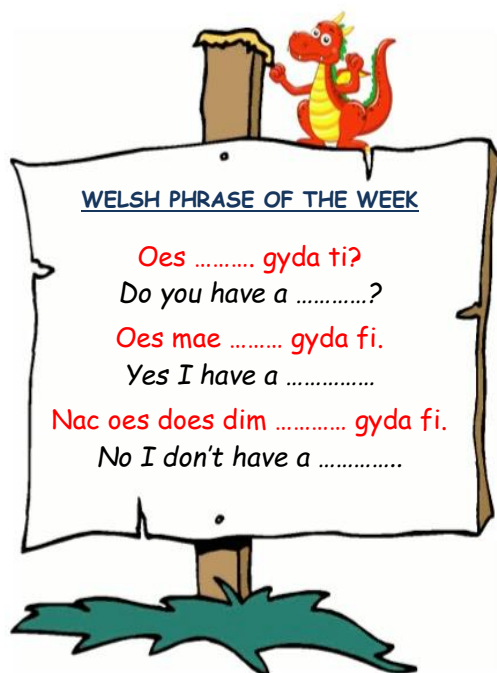 WELSH PHRASE OF THE WEEK
Oes ………. gyda ti?
Do you have a …………?
Oes mae ……… gyda fi.
Yes I have a ……………
Nac oes does dim ………… gyda fi.
No I don't have a …………..